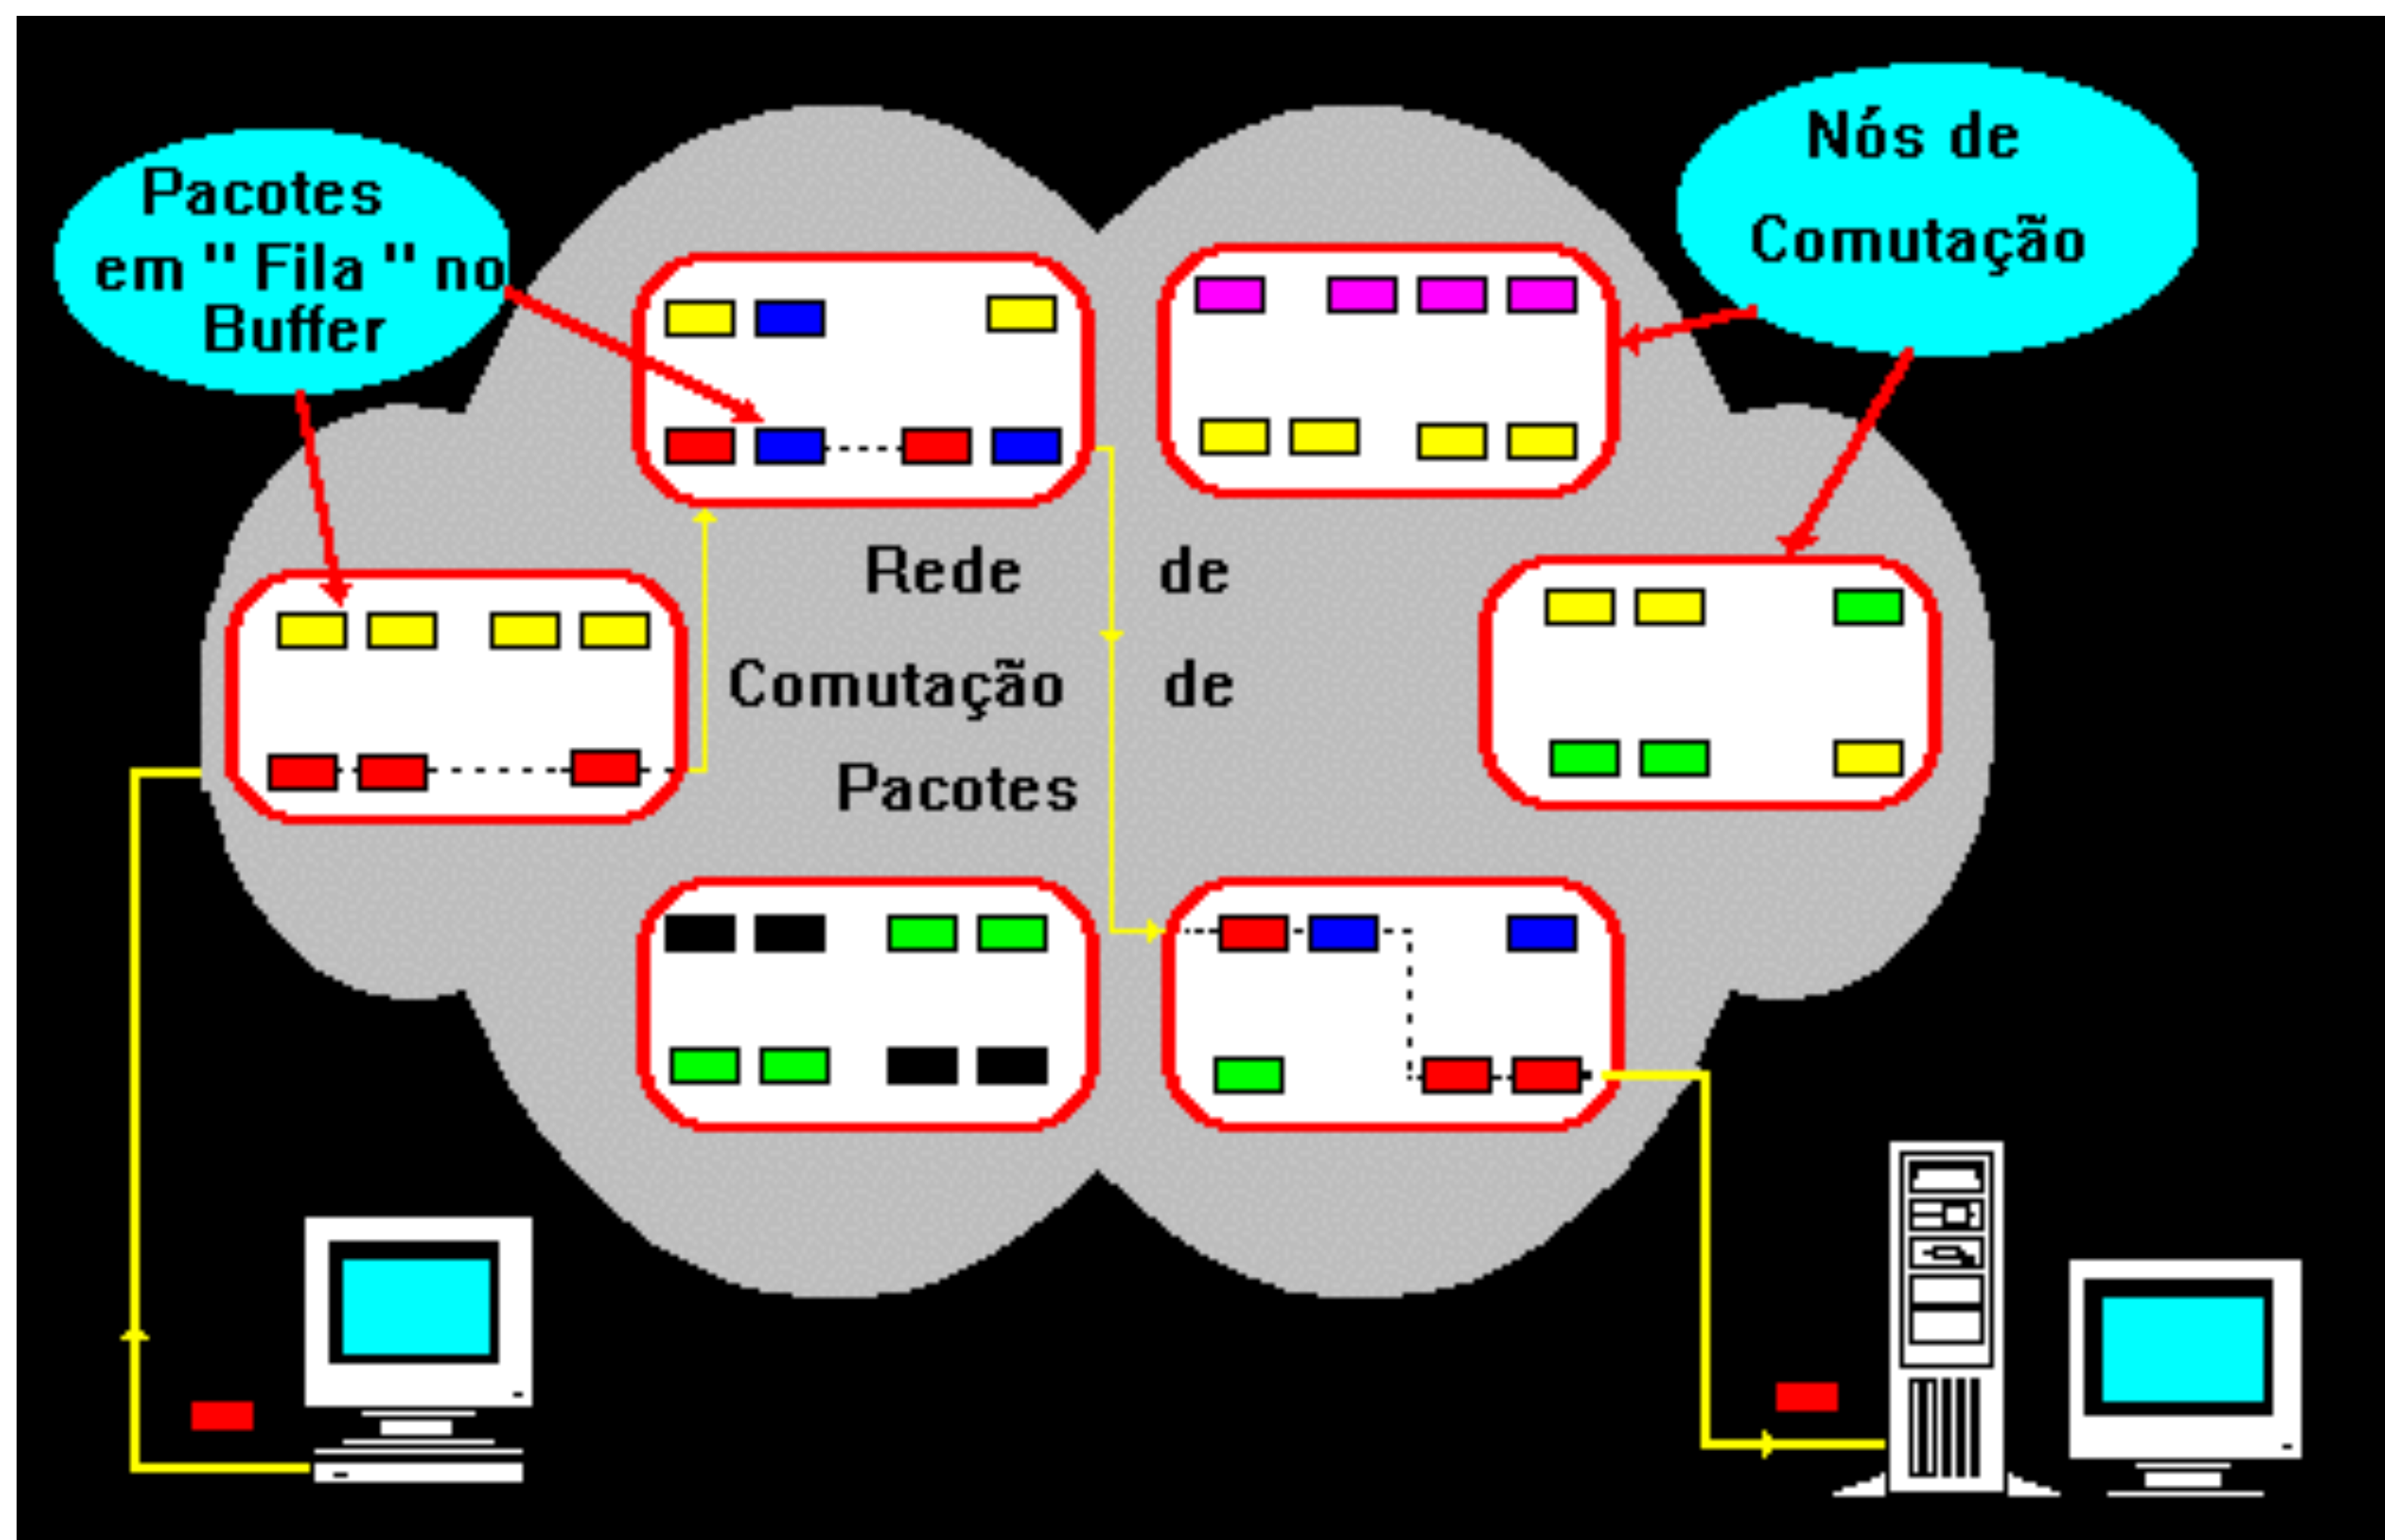 Pacotes
em " Fila " no
Buffer
Nós de
Comutação
Rede de
Comutação de
Pacotes